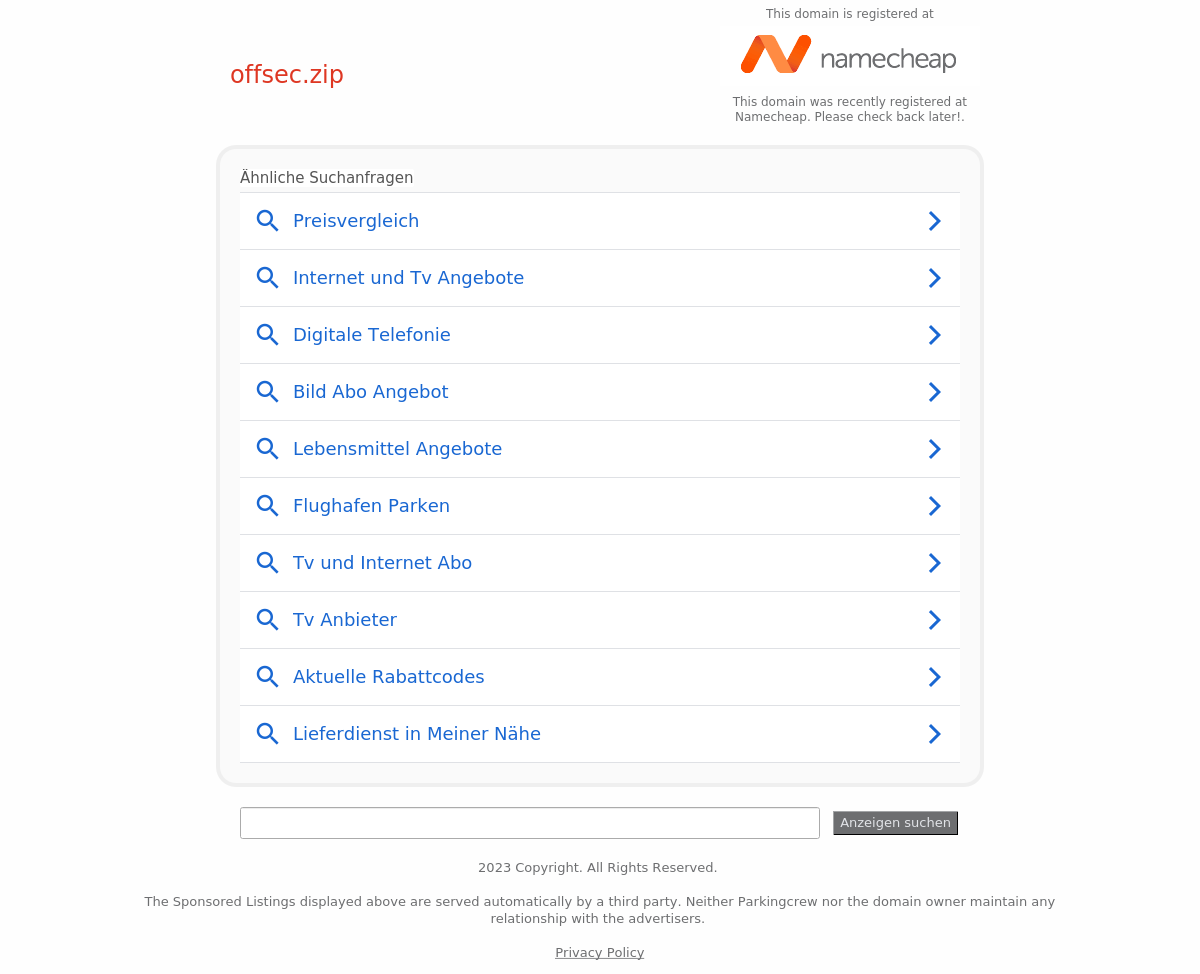 This domain is registered at
namecheap
offsec.zip
This domain was recently registered at
Namecheap. Please check back later!.
Ähnliche Suchanfragen
Preisvergleich
Internet und Tv Angebote
Digitale Telefonie
Bild Abo Angebot
Lebensmittel Angebote
Flughafen Parken
Tv und Internet Abo
Tv Anbieter
Aktuelle Rabattcodes
Lieferdienst in Meiner Nähe
Anzeigen suchen
2023 Copyright. All Rights Reserved.
The Sponsored Listings displayed above are served automatically by a third party. Neither Parkingcrew nor the domain owner maintain any
relationship with the advertisers.
Privacy Policy